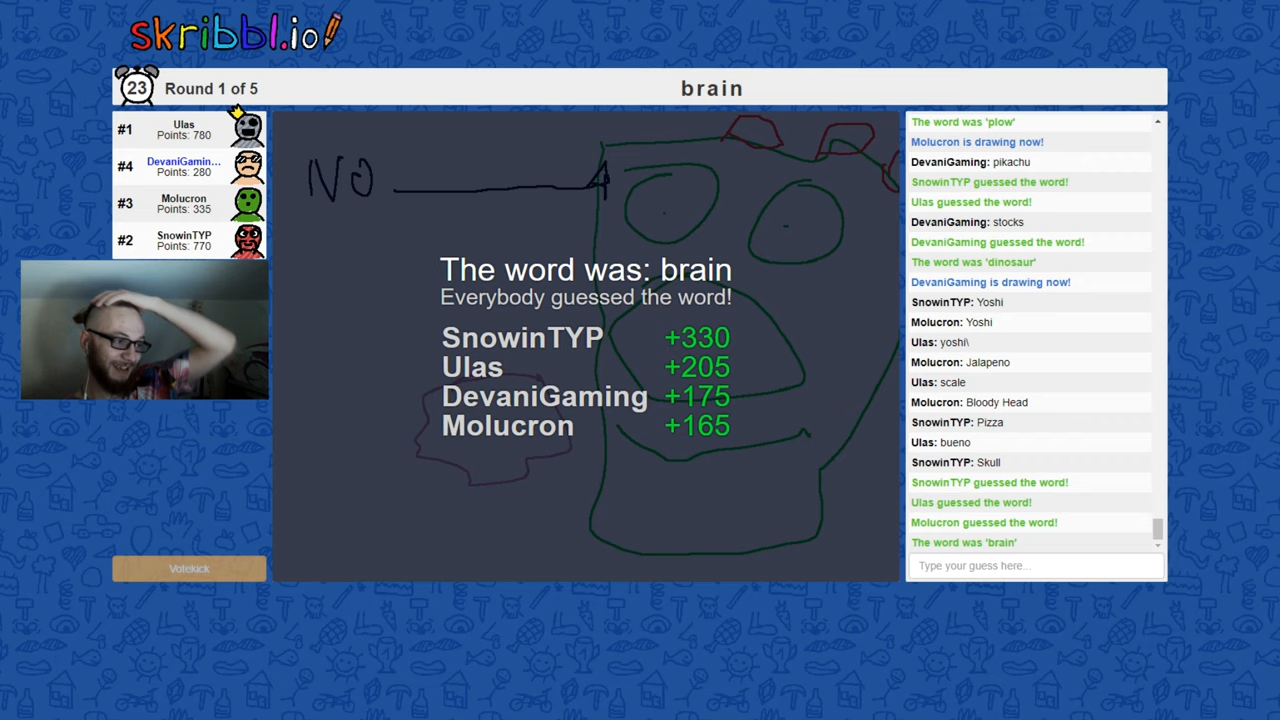 skribbl.io
23 Round 1 of 5 brain
#1 Ulas
Points: 780
#4 DevaniGamin...
Points: 280
#3 Molucron
Points: 335
#2 SnowinTYP
Points: 770
Votekick
NO
The word was: brain
Everybody guessed the word!
SnowinTYP +330
Ulas +205
DevaniGaming +175
Molucron +165
The word was 'plow'
Molucron is drawing now!
DevaniGaming: pikachu
SnowinTYP guessed the word!
Ulas guessed the word!
DevaniGaming: stocks
DevaniGaming guessed the word!
The word was 'dinosaur'
DevaniGaming is drawing now!
SnowinTYP: Yoshi
Molucron: Yoshi
Ulas: yoshi\
Molucron: Jalapeno
Ulas: scale
Molucron: Bloody Head
SnowinTYP: Pizza
Ulas: bueno
SnowinTYP: Skull
SnowinTYP guessed the word!
Ulas guessed the word!
Molucron guessed the word!
The word was 'brain'
Type your guess here...